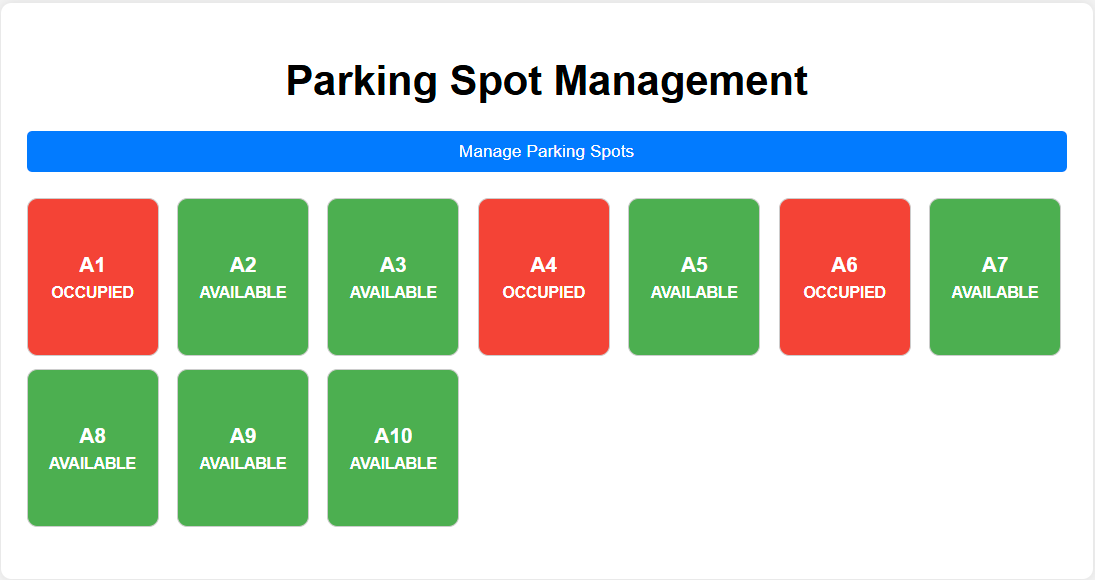 Parking Spot Management
Manage Parking Spots
A1
OCCUPIED
A2
AVAILABLE
A3
AVAILABLE
A4
OCCUPIED
A5
AVAILABLE
A6
OCCUPIED
A7
AVAILABLE
A8
AVAILABLE
A9
AVAILABLE
A10
AVAILABLE